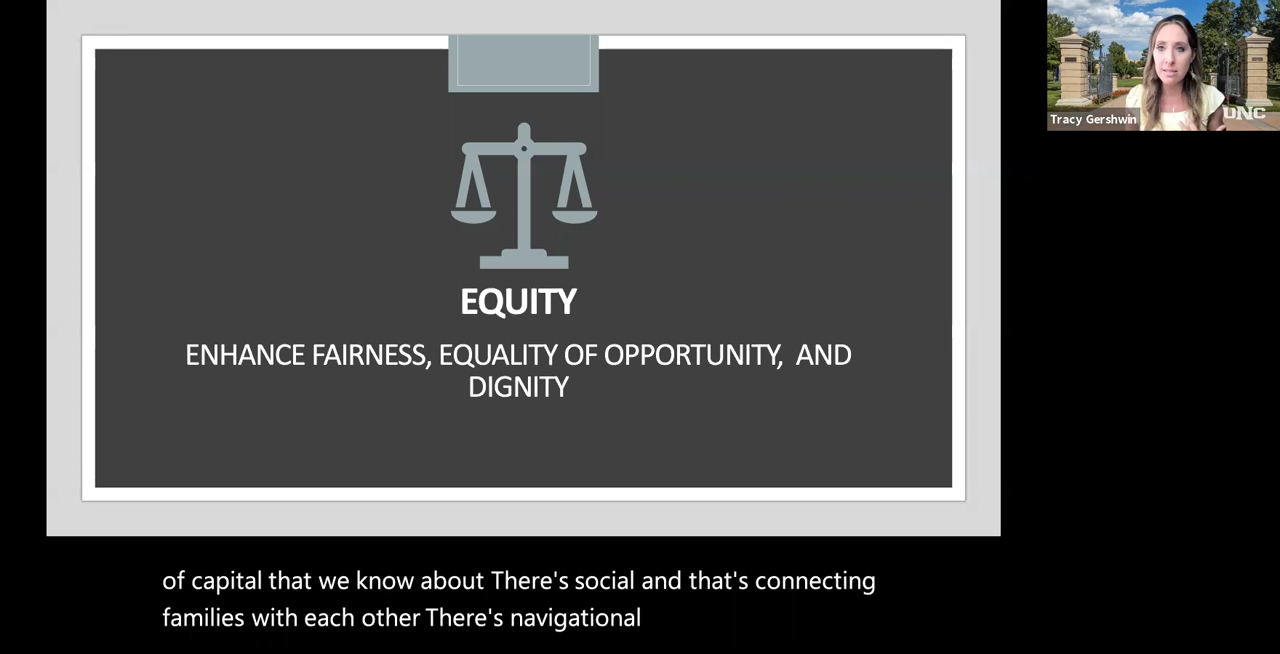 EQUITY
ENHANCE FAIRNESS, EQUALITY OF OPPORTUNITY, AND
DIGNITY
Tracy Gershwin
UNC
of capital that we know about There's social and that's connecting
families with each other There's navigational